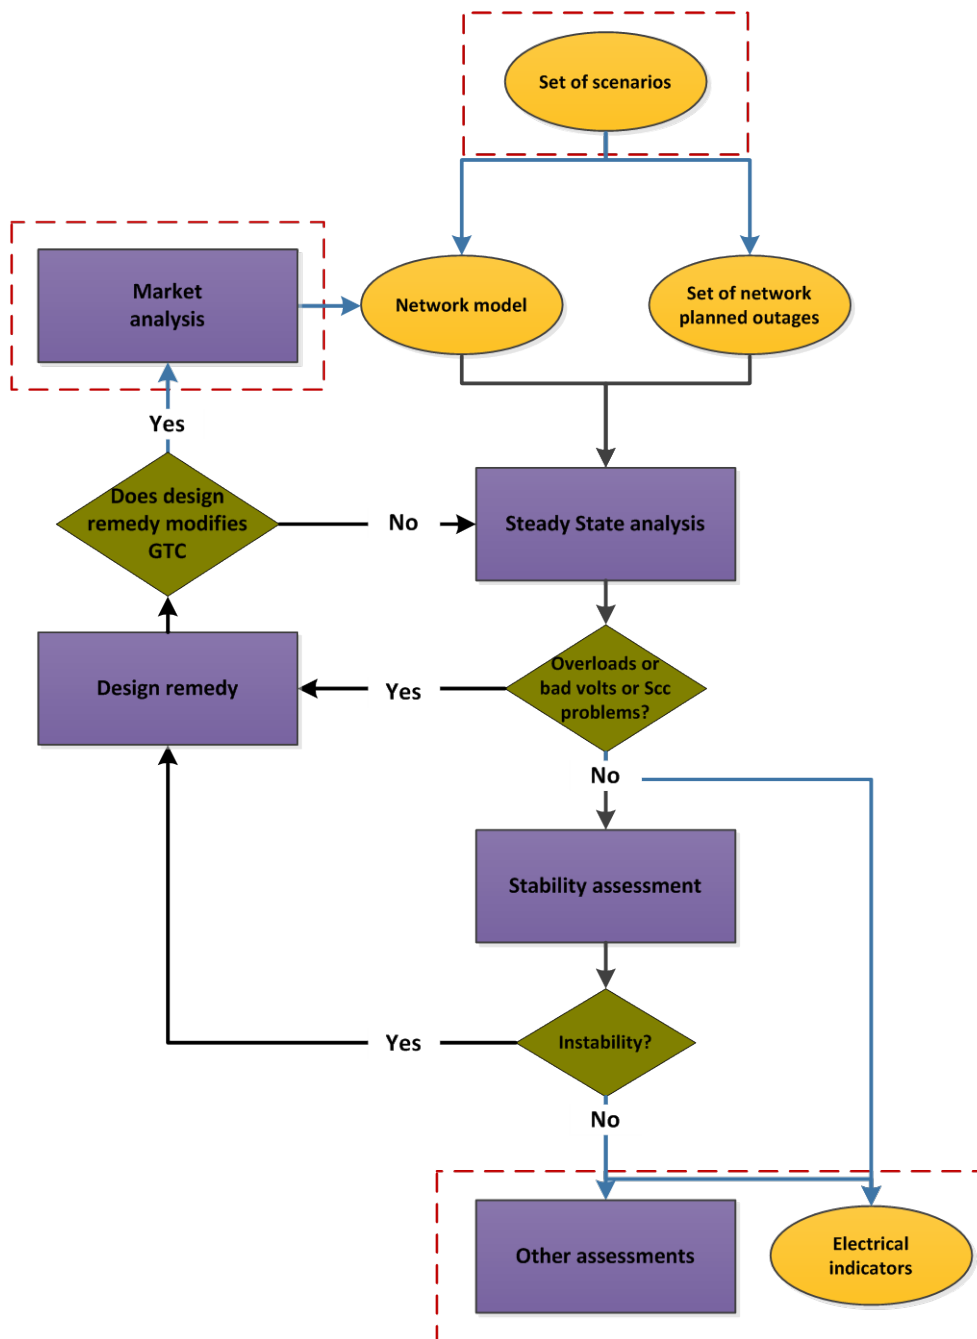 Set of scenarios
Market
analysis
Network model
Set of network
planned outages
Yes
Does design
remedy modifies
GTC
No
Steady State analysis
Design remedy
Yes
Overloads or
bad volts or Scc
problems?
No
Stability assessment
Yes
Instability?
No
Other assessments
Electrical
indicators